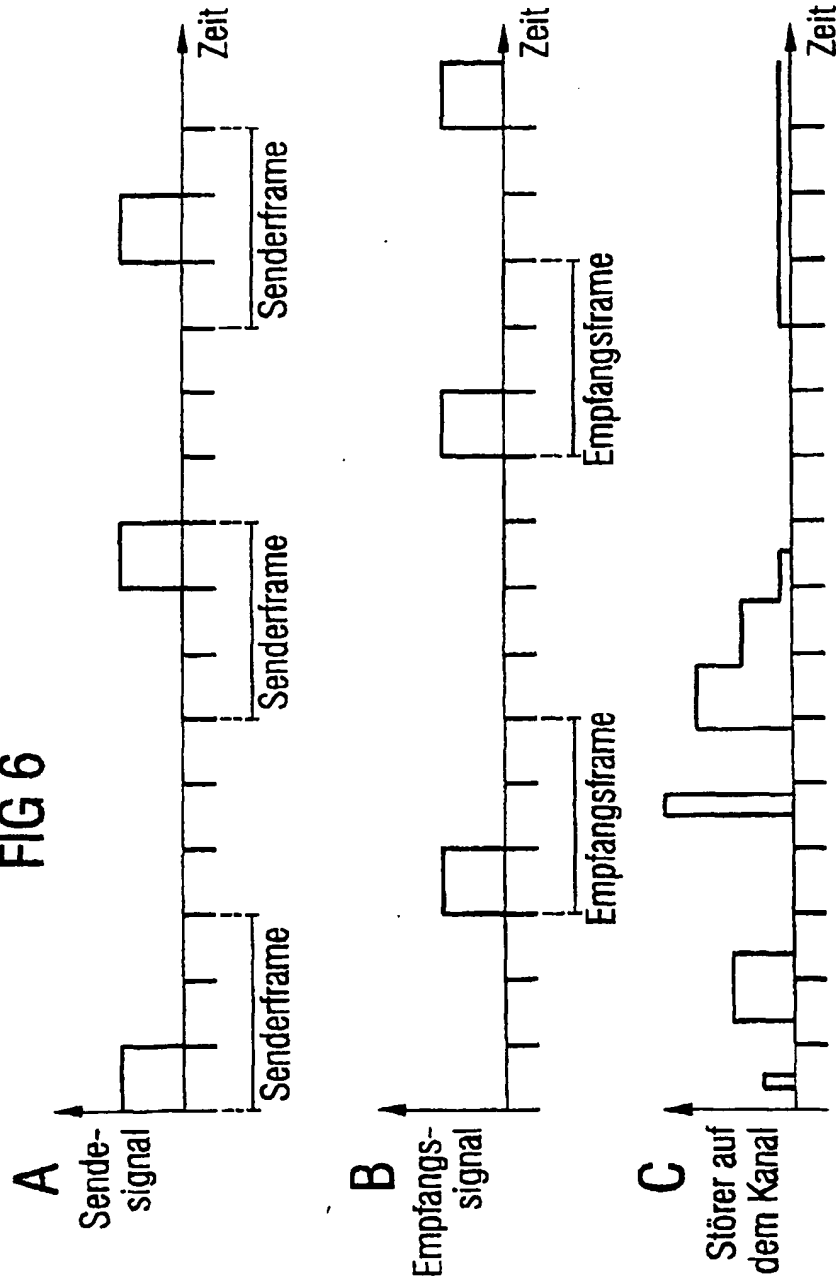 FIG 6
A
Sende-
signal
Zeit
Senderframe
Senderframe
Senderframe
B
Empfangs-
signal
Zeit
Empfangsframe
Empfangsframe
C
Störer auf
dem Kanal
Zeit